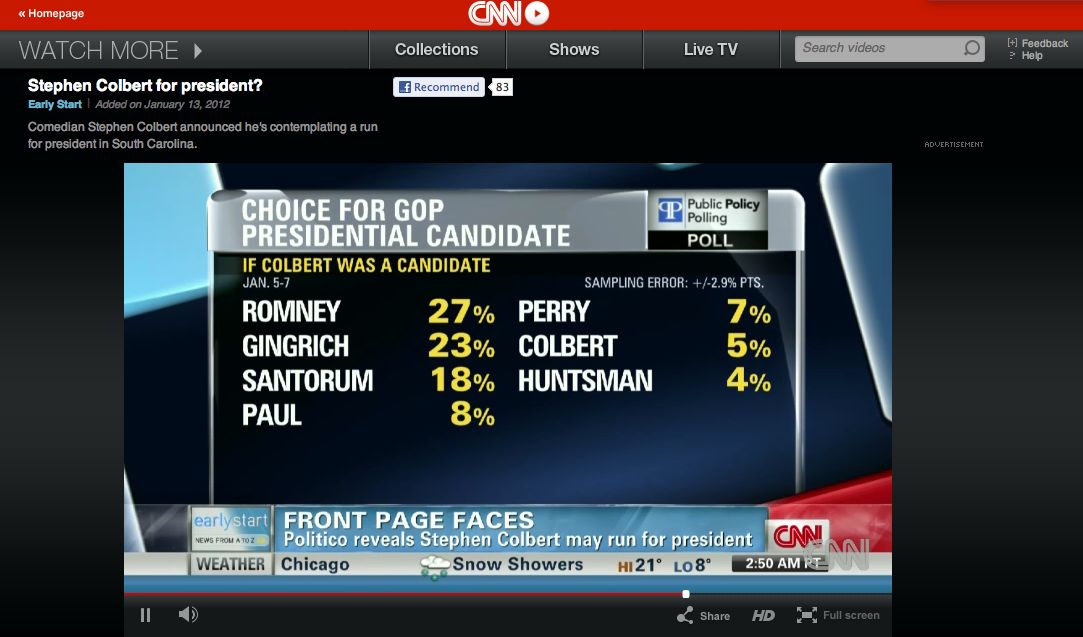 « Homepage
CNN
WATCH MORE
Collections
Shows
Live TV
Search videos
[+] Feedback
> Help
Stephen Colbert for president?
Recommend 83
Early Start | Added on January 13, 2012
Comedian Stephen Colbert announced he's contemplating a run
for president in South Carolina.
ADVERTISEMENT
CHOICE FOR GOP
PRESIDENTIAL CANDIDATE
Public Policy
Polling
POLL
IF COLBERT WAS A CANDIDATE
JAN. 5-7
SAMPLING ERROR: +/-2.9% PTS.
ROMNEY 27%
GINGRICH 23%
SANTORUM 18%
PAUL 8%
PERRY 7%
COLBERT 5%
HUNTSMAN 4%
earlystart
NEWS FROM A TO Z
FRONT PAGE FACES
Politico reveals Stephen Colbert may run for president
CNN
CNN
WEATHER Chicago Snow Showers HI 21° LO 8° 2:50 AM
Share
HD
Full screen